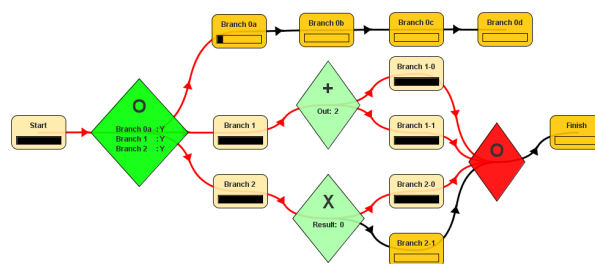 Branch 0a
Branch 0b
Branch 0c
Branch 0d
Start
O
Branch 0a : Y
Branch 1 : Y
Branch 2 : Y
Branch 1
+
Out: 2
Branch 1-0
Branch 1-1
O
Finish
Branch 2
X
Result: 0
Branch 2-0
Branch 2-1